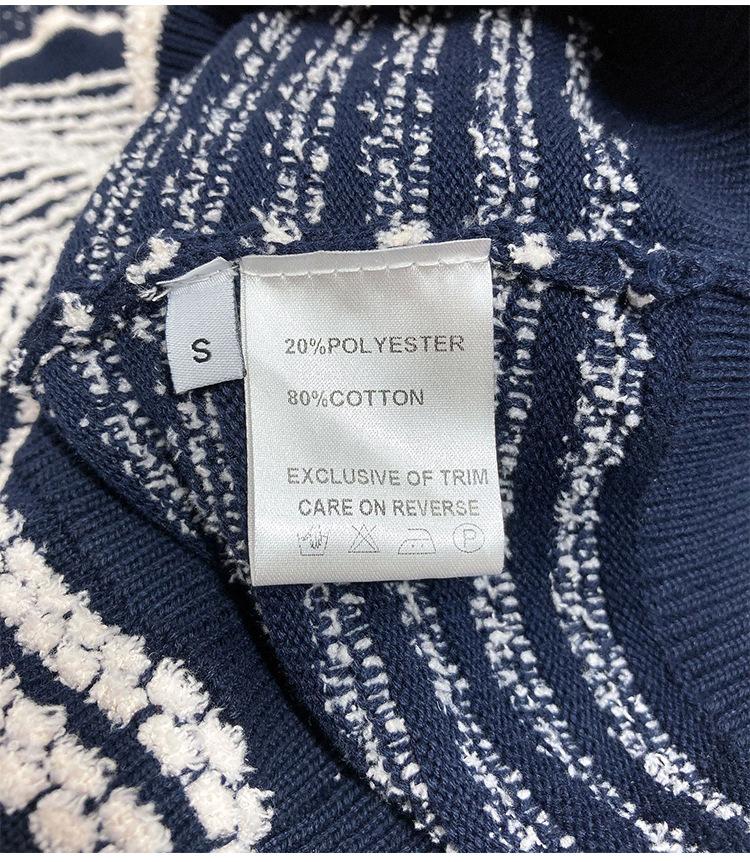 S
20%POLYESTER
80%COTTON
EXCLUSIVE OF TRIM
CARE ON REVERSE
P